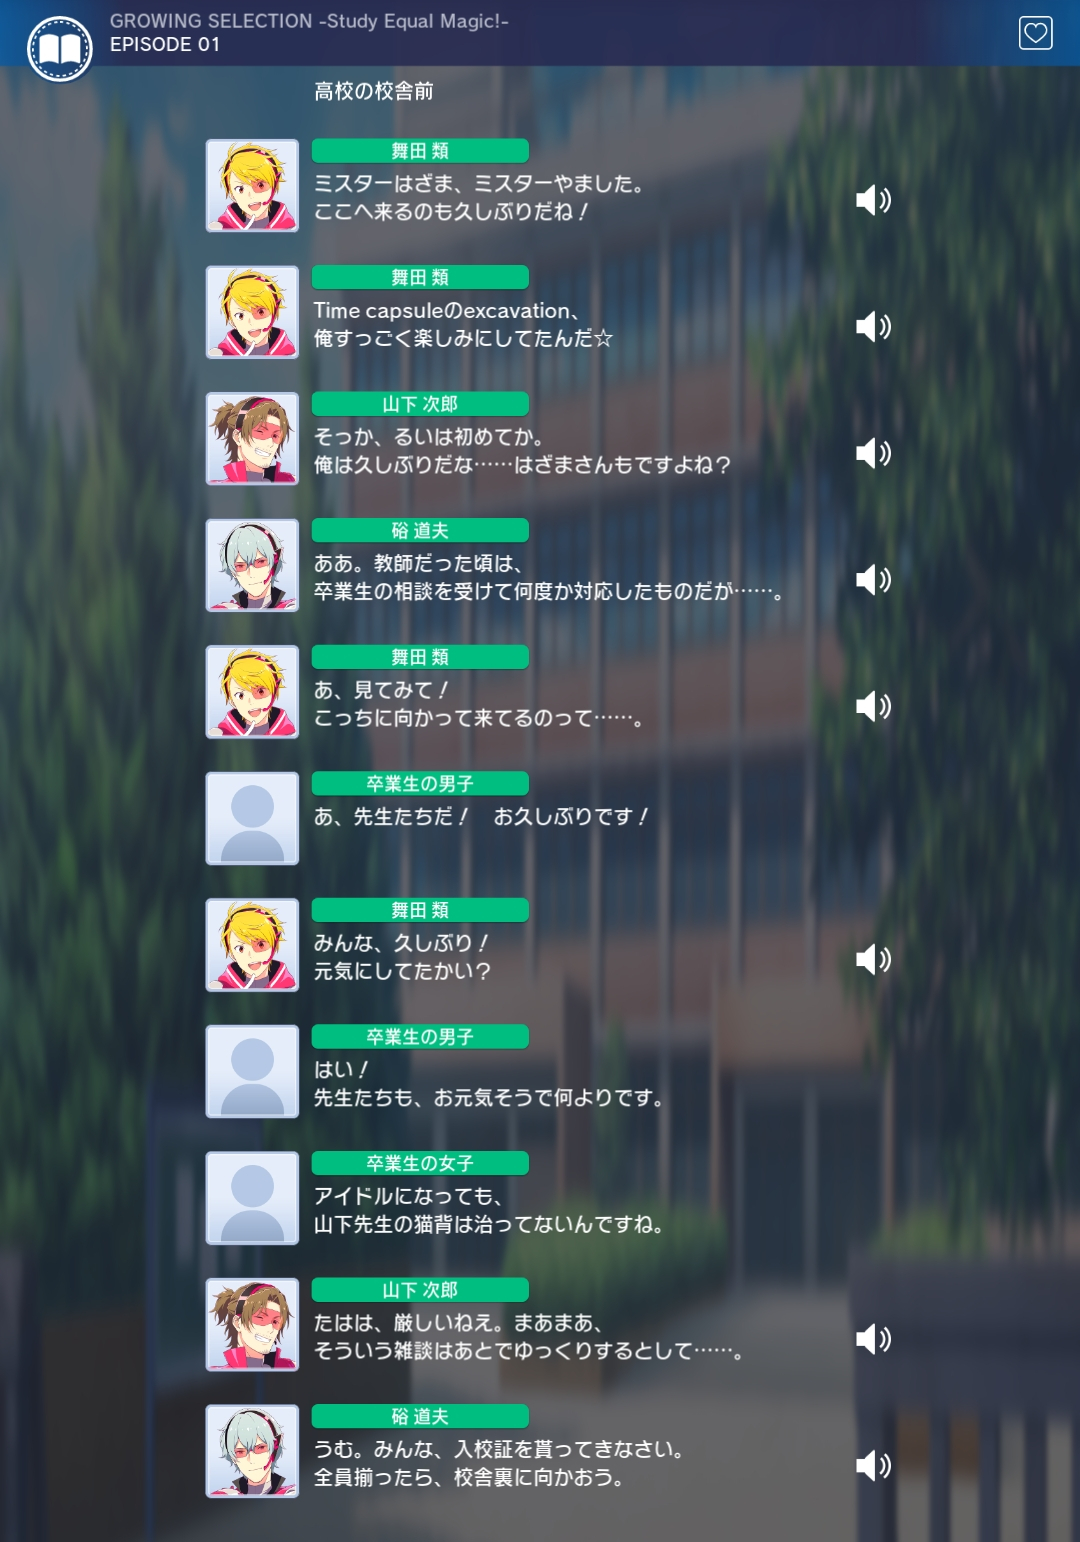 GROWING SELECTION -Study Equal Magic!-
EPISODE 01
高校の校舎前
舞田 類
ミスターはざま、ミスターやました。
ここへ来るのも久しぶりだね！
舞田 類
Time capsuleのexcavation、
俺すっごく楽しみにしてたんだ☆
山下 次郎
そっか、るいは初めてか。
俺は久しぶりだな……はざまさんもですよね？
硲 道夫
ああ。教師だった頃は、
卒業生の相談を受けて何度か対応したものだが……。
舞田 類
あ、見てみて！
こっちに向かって来てるのって……。
卒業生の男子
あ、先生たちだ！　お久しぶりです！
舞田 類
みんな、久しぶり！
元気にしてたかい？
卒業生の男子
はい！
先生たちも、お元気そうで何よりです。
卒業生の女子
アイドルになっても、
山下先生の猫背は治ってないんですね。
山下 次郎
たはは、厳しいねえ。まあまあ、
そういう雑談はあとでゆっくりするとして……。
硲 道夫
うむ。みんな、入校証を貰ってきなさい。
全員揃ったら、校舎裏に向かおう。